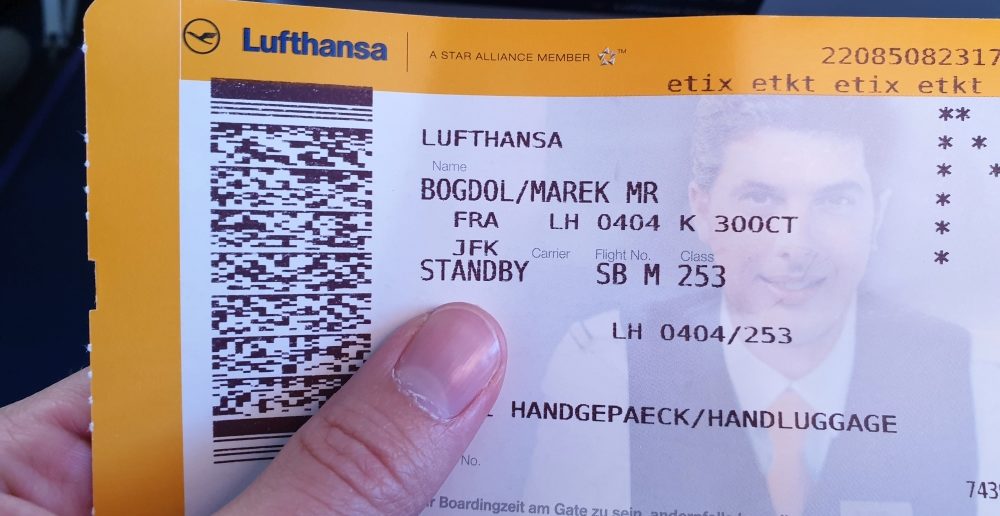 Lufthansa
A STAR ALLIANCE MEMBER ™
22085082317
etix etkt etix etkt
**
* *
* *
*
*
*
LUFTHANSA
Name
BOGDOL/MAREK MR
FRA LH 0404 K 30OCT
JFK Carrier Flight No. Class
STANDBY SB M 253
LH 0404/253
HANDGEPAECK/HANDLUGGAGE
No.
Boardingzeit am Gate zu sein,